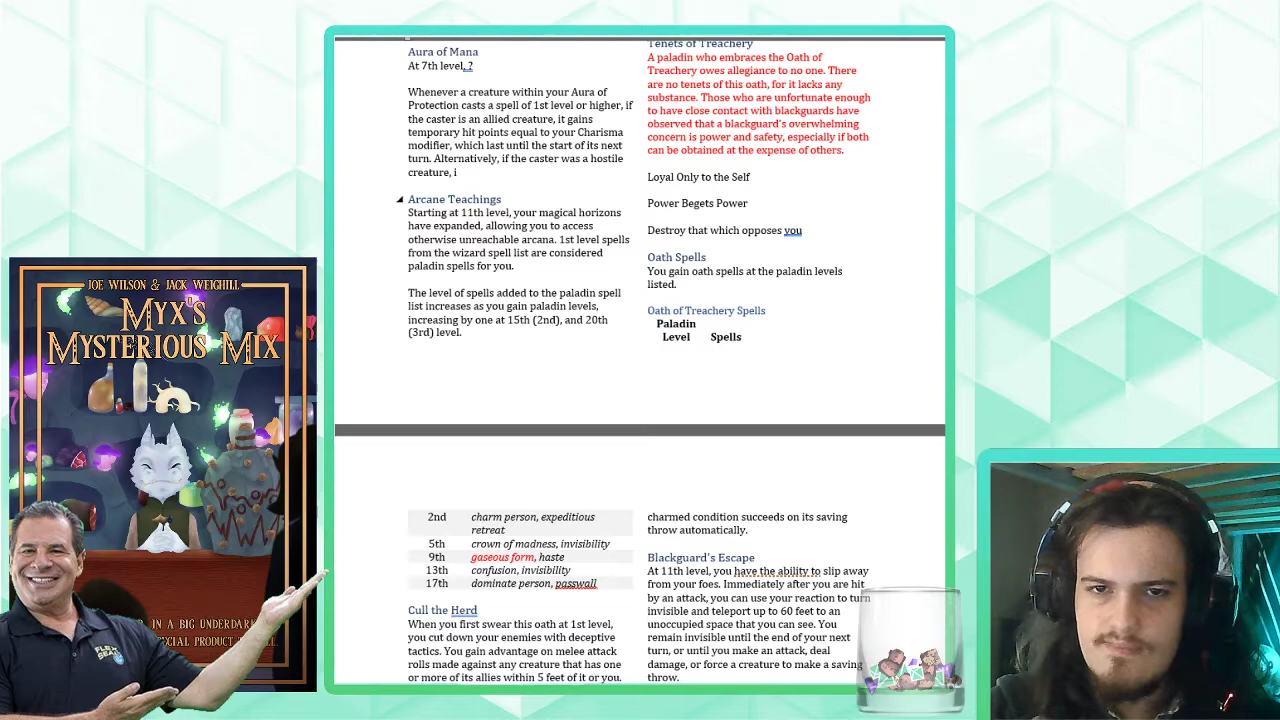 JOE WILSON & JACK WEIGHILL
MYX'S
MYSTERIOUS MIX
IN A BIG UNDERDAR
Aura of Mana
At 7th level, ?
Whenever a creature within your Aura of
Protection casts a spell of 1st level or higher, if
the caster is an allied creature, it gains
temporary hit points equal to your Charisma
modifier, which last until the start of its next
turn. Alternatively, if the caster was a hostile
creature, i
Arcane Teachings
Starting at 11th level, your magical horizons
have expanded, allowing you to access
otherwise unreachable arcana. 1st level spells
from the wizard spell list are considered
paladin spells for you.
The level of spells added to the paladin spell
list increases as you gain paladin levels,
increasing by one at 15th (2nd), and 20th
(3rd) level.
Tenets of Treachery
A paladin who embraces the Oath of
Treachery owes allegiance to no one. There
are no tenets of this oath, for it lacks any
substance. Those who are unfortunate enough
to have close contact with blackguards have
observed that a blackguard's overwhelming
concern is power and safety, especially if both
can be obtained at the expense of others.
Loyal Only to the Self
Power Begets Power
Destroy that which opposes you
Oath Spells
You gain oath spells at the paladin levels
listed.
Oath of Treachery Spells
Paladin
Level Spells
2nd charm person, expeditious
retreat
5th crown of madness, invisibility
9th gaseous form, haste
13th confusion, invisibility
17th dominate person, passwall
Cull the Herd
When you first swear this oath at 1st level,
you cut down your enemies with deceptive
tactics. You gain advantage on melee attack
rolls made against any creature that has one
or more of its allies within 5 feet of it or you.
charmed condition succeeds on its saving
throw automatically.
Blackguard's Escape
At 11th level, you have the ability to slip away
from your foes. Immediately after you are hit
by an attack, you can use your reaction to turn
invisible and teleport up to 60 feet to an
unoccupied space that you can see. You
remain invisible until the end of your next
turn, or until you make an attack, deal
damage, or force a creature to make a saving
throw.